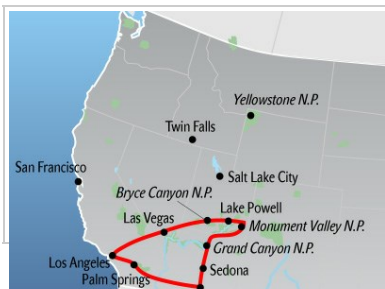 Yellowstone N.P.
Twin Falls
San Francisco
Salt Lake City
Bryce Canyon N.P.
Lake Powell
Las Vegas
Monument Valley N.P.
Grand Canyon N.P.
Los Angeles
Sedona
Palm Springs